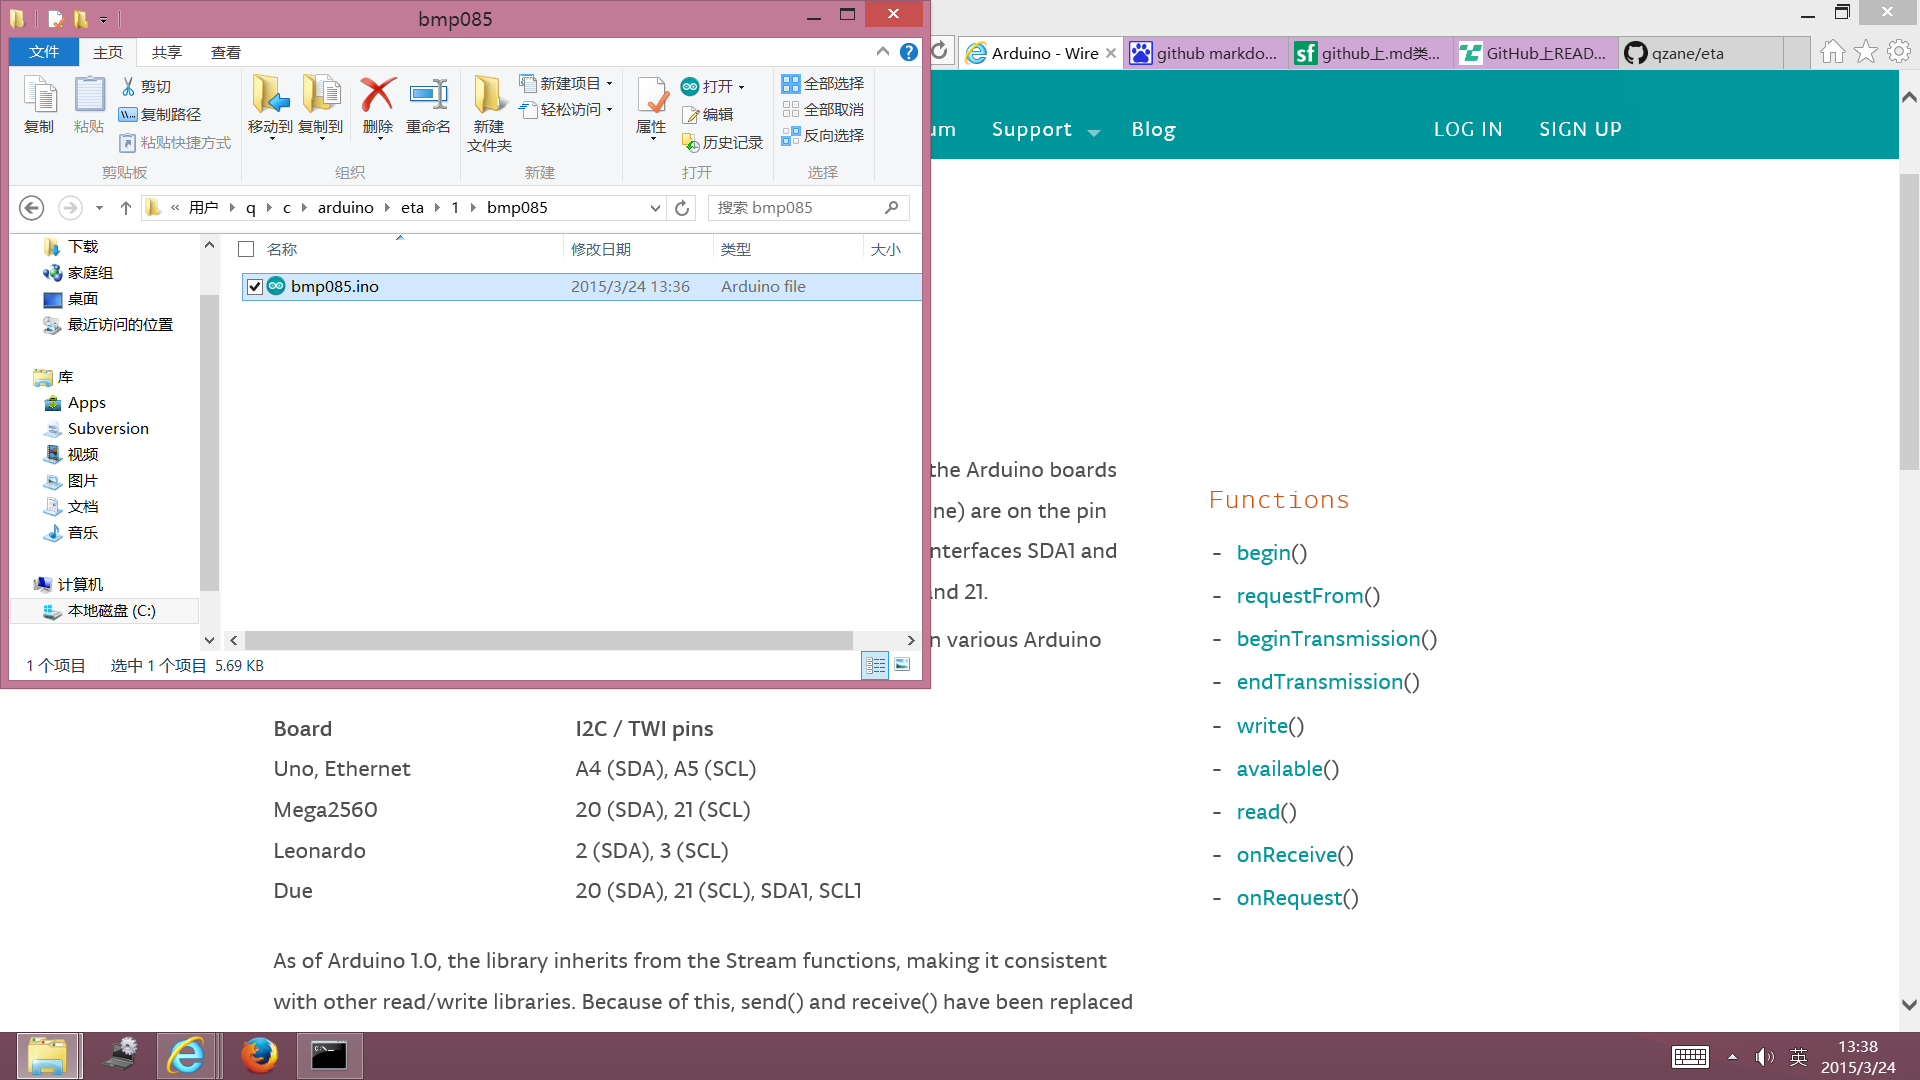 bmp085
文件 主页 共享 查看
复制
粘贴
剪切
复制路径
粘贴快捷方式
剪贴板
移动到 复制到 删除 重命名
组织
新建
文件夹
新建项目
轻松访问
新建
属性
打开
编辑
历史记录
打开
全部选择
全部取消
反向选择
选择
« 用户 q c arduino eta 1 bmp085
搜索 bmp085
名称 修改日期 类型 大小
bmp085.ino 2015/3/24 13:36 Arduino file
下载
家庭组
桌面
最近访问的位置
库
Apps
Subversion
视频
图片
文档
音乐
计算机
本地磁盘 (C:)
1 个项目 选中 1 个项目 5.69 KB
Arduino - Wire github markdo... github上.md类... GitHub上READ... qzane/eta
um Support Blog LOG IN SIGN UP
the Arduino boards
ne) are on the pin
nterfaces SDA1 and
and 21.
n various Arduino
Board I2C / TWI pins
Uno, Ethernet A4 (SDA), A5 (SCL)
Mega2560 20 (SDA), 21 (SCL)
Leonardo 2 (SDA), 3 (SCL)
Due 20 (SDA), 21 (SCL), SDA1, SCL1
As of Arduino 1.0, the library inherits from the Stream functions, making it consistent
with other read/write libraries. Because of this, send() and receive() have been replaced
Functions
- begin()
- requestFrom()
- beginTransmission()
- endTransmission()
- write()
- available()
- read()
- onReceive()
- onRequest()
英
13:38
2015/3/24